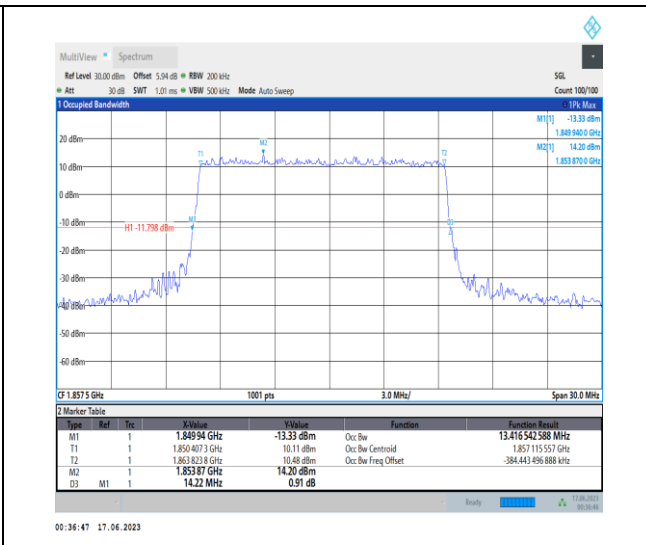 MultiView Spectrum
Ref Level 30.00 dBm Offset 5.94 dB RBW 200 kHz SGL
Att 30 dB SWT 1.01 ms VBW 500 kHz Mode Auto Sweep Count 100/100
1 Occupied Bandwidth 1Pk Max
M1[1] -13.33 dBm
1.849 940 0 GHz
M2[1] 14.20 dBm
1.853 870 0 GHz
20 dBm
M2
T1 T2
10 dBm
0 dBm
-10 dBm
M1
D3
H1 -11.798 dBm
-20 dBm
-30 dBm
-40 dBm
-50 dBm
-60 dBm
CF 1.857 5 GHz 1001 pts 3.0 MHz/ Span 30.0 MHz
2 Marker Table
Type Ref Trc X-Value Y-Value Function Function Result
M1 1 1.849 94 GHz -13.33 dBm Occ Bw 13.416 542 588 MHz
T1 1 1.850 407 3 GHz 10.11 dBm Occ Bw Centroid 1.857 115 557 GHz
T2 1 1.863 823 8 GHz 10.48 dBm Occ Bw Freq Offset -384.443 496 888 kHz
M2 1 1.853 87 GHz 14.20 dBm
D3 M1 1 14.22 MHz 0.91 dB
Ready 17.06.2023
00:36:46
00:36:47 17.06.2023